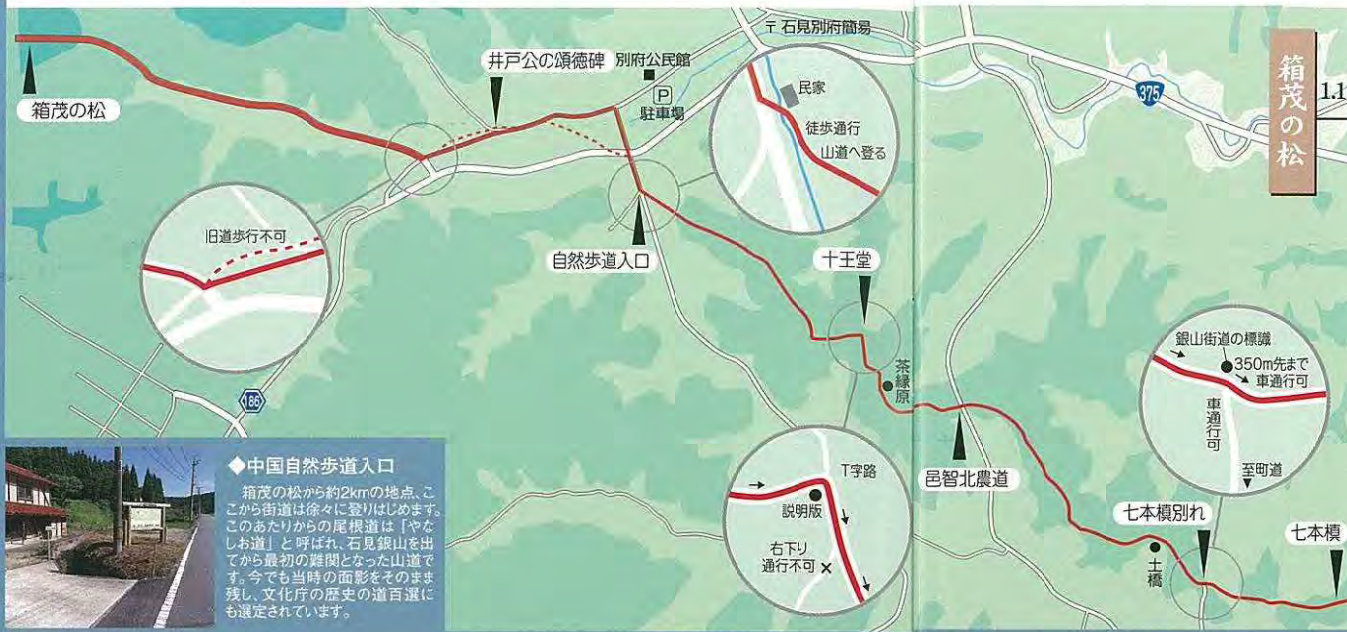 〒石見別府簡易
井戸公の頌徳碑
別府公民館
P
駐車場
箱茂の松
民家
徒歩通行
山道へ登る
375
箱茂の松
1.1
旧道歩行不可
自然歩道入口
十王堂
茶縁原
銀山街道の標識
350m先まで
車通行可
車通行可
至町道
186
T字路
説明版
右下り
通行不可
邑智北農道
七本槙別れ
土橋
七本槙
◆中国自然歩道入口
箱茂の松から約2kmの地点、こ
こから街道は徐々に登りはじめます。
このあたりからの尾根道は「やな
しお道」と呼ばれ、石見銀山を出
てから最初の難関となった山道で
す。今でも当時の面影をそのまま
残し、文化庁の歴史の道百選に
も選定されています。